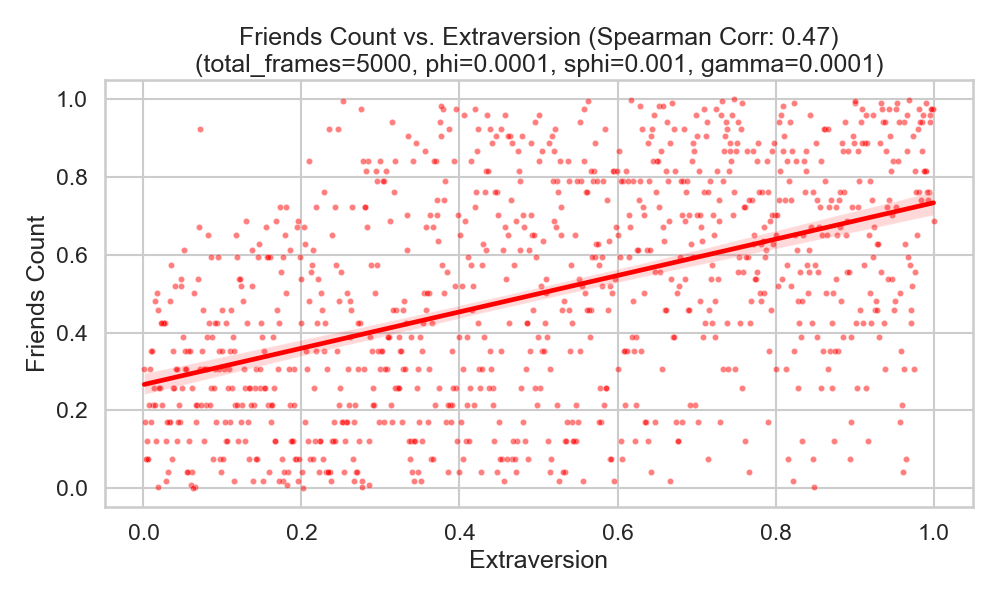 Friends Count vs. Extraversion (Spearman Corr: 0.47)
(total_frames=5000, phi=0.0001, sphi=0.001, gamma=0.0001)
1.0
0.8
0.6
0.4
0.2
0.0
Friends Count
0.0 0.2 0.4 0.6 0.8 1.0
Extraversion